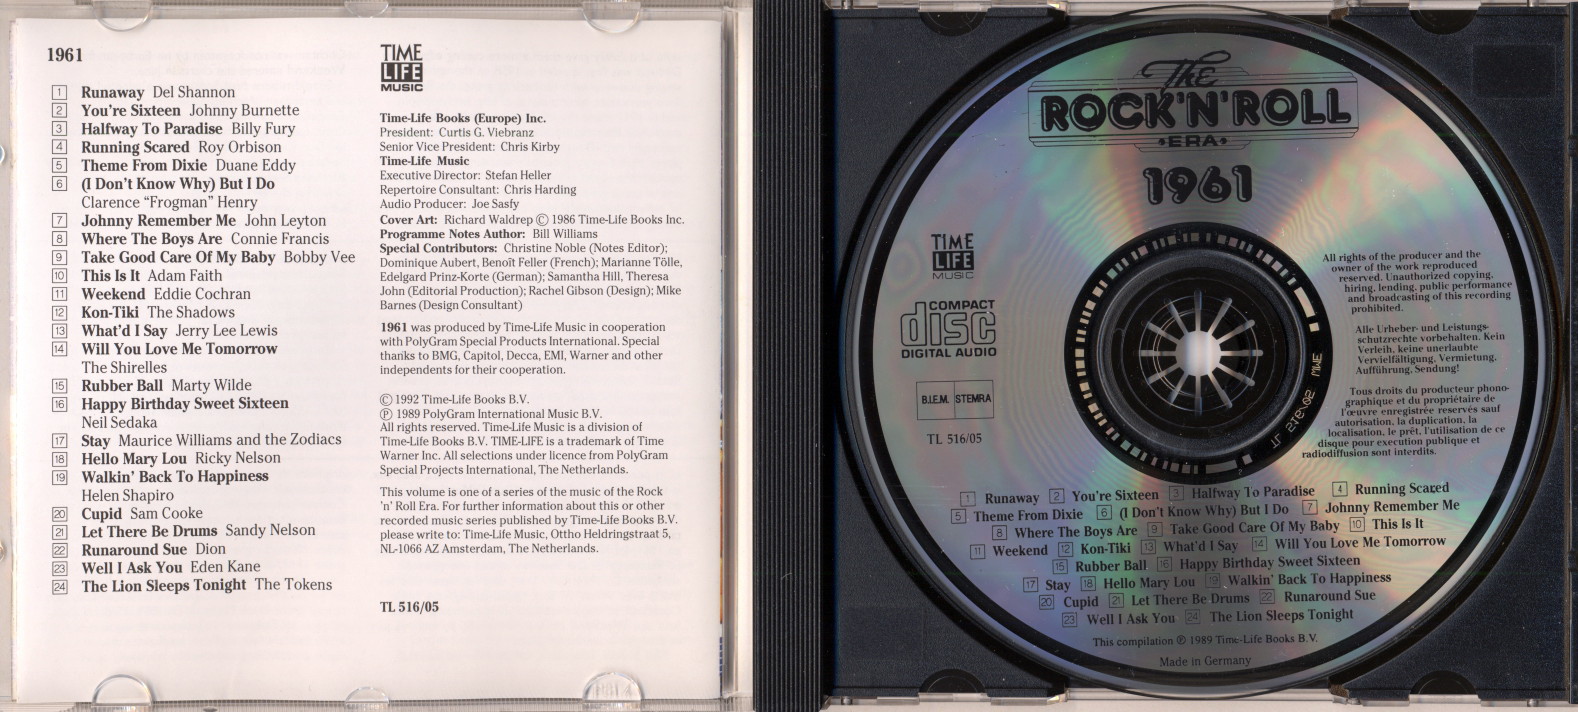 1961
1 Runaway Del Shannon
2 You're Sixteen Johnny Burnette
3 Halfway To Paradise Billy Fury
4 Running Scared Roy Orbison
5 Theme From Dixie Duane Eddy
6 (I Don't Know Why) But I Do
Clarence “Frogman” Henry
7 Johnny Remember Me John Leyton
8 Where The Boys Are Connie Francis
9 Take Good Care Of My Baby Bobby Vee
10 This Is It Adam Faith
11 Weekend Eddie Cochran
12 Kon-Tiki The Shadows
13 What'd I Say Jerry Lee Lewis
14 Will You Love Me Tomorrow
The Shirelles
15 Rubber Ball Marty Wilde
16 Happy Birthday Sweet Sixteen
Neil Sedaka
17 Stay Maurice Williams and the Zodiacs
18 Hello Mary Lou Ricky Nelson
19 Walkin' Back To Happiness
Helen Shapiro
20 Cupid Sam Cooke
21 Let There Be Drums Sandy Nelson
22 Runaround Sue Dion
23 Well I Ask You Eden Kane
24 The Lion Sleeps Tonight The Tokens
TIME
LIFE
MUSIC
Time-Life Books (Europe) Inc.
President: Curtis G. Viebranz
Senior Vice President: Chris Kirby
Time-Life Music
Executive Director: Stefan Heller
Repertoire Consultant: Chris Harding
Audio Producer: Joe Sasfy
Cover Art: Richard Waldrep © 1986 Time-Life Books Inc.
Programme Notes Author: Bill Williams
Special Contributors: Christine Noble (Notes Editor);
Dominique Aubert, Benoît Feller (French); Marianne Tölle,
Edelgard Prinz-Korte (German); Samantha Hill, Theresa
John (Editorial Production); Rachel Gibson (Design); Mike
Barnes (Design Consultant)
1961 was produced by Time-Life Music in cooperation
with PolyGram Special Products International. Special
thanks to BMG, Capitol, Decca, EMI, Warner and other
independents for their cooperation.
© 1992 Time-Life Books B.V.
℗ 1989 PolyGram International Music B.V.
All rights reserved. Time-Life Music is a division of
Time-Life Books B.V. TIME-LIFE is a trademark of Time
Warner Inc. All selections under licence from PolyGram
Special Projects International, The Netherlands.
This volume is one of a series of the music of the Rock
'n' Roll Era. For further information about this or other
recorded music series published by Time-Life Books B.V.
please write to: Time-Life Music, Ottho Heldringstraat 5,
NL-1066 AZ Amsterdam, The Netherlands.
TL 516/05
The
ROCK'N'ROLL
•ERA•
1961
TIME
LIFE
MUSIC
COMPACT
disc
DIGITAL AUDIO
B.I.E.M. STEMRA
TL 516/05
All rights of the producer and the
owner of the work reproduced
reserved. Unauthorized copying,
hiring, lending, public performance
and broadcasting of this recording
prohibited.
Alle Urheber- und Leistungs-
schutzrechte vorbehalten. Kein
Verleih, keine unerlaubte
Vervielfältigung, Vermietung,
Aufführung, Sendung!
Tous droits du producteur phono-
graphique et du propriétaire de
l'œuvre enregistrée reservés sauf
autorisation, la duplication, la
localisation, le prêt, l'utilisation de ce
disque pour execution publique et
radiodiffusion sont interdits.
1 Runaway 2 You're Sixteen 3 Halfway To Paradise 4 Running Scared
5 Theme From Dixie 6 (I Don't Know Why) But I Do 7 Johnny Remember Me
8 Where The Boys Are 9 Take Good Care Of My Baby 10 This Is It
11 Weekend 12 Kon-Tiki 13 What'd I Say 14 Will You Love Me Tomorrow
15 Rubber Ball 16 Happy Birthday Sweet Sixteen
17 Stay 18 Hello Mary Lou 19 Walkin' Back To Happiness
20 Cupid 21 Let There Be Drums 22 Runaround Sue
23 Well I Ask You 24 The Lion Sleeps Tonight
This compilation ℗ 1989 Time-Life Books B.V.
Made in Germany